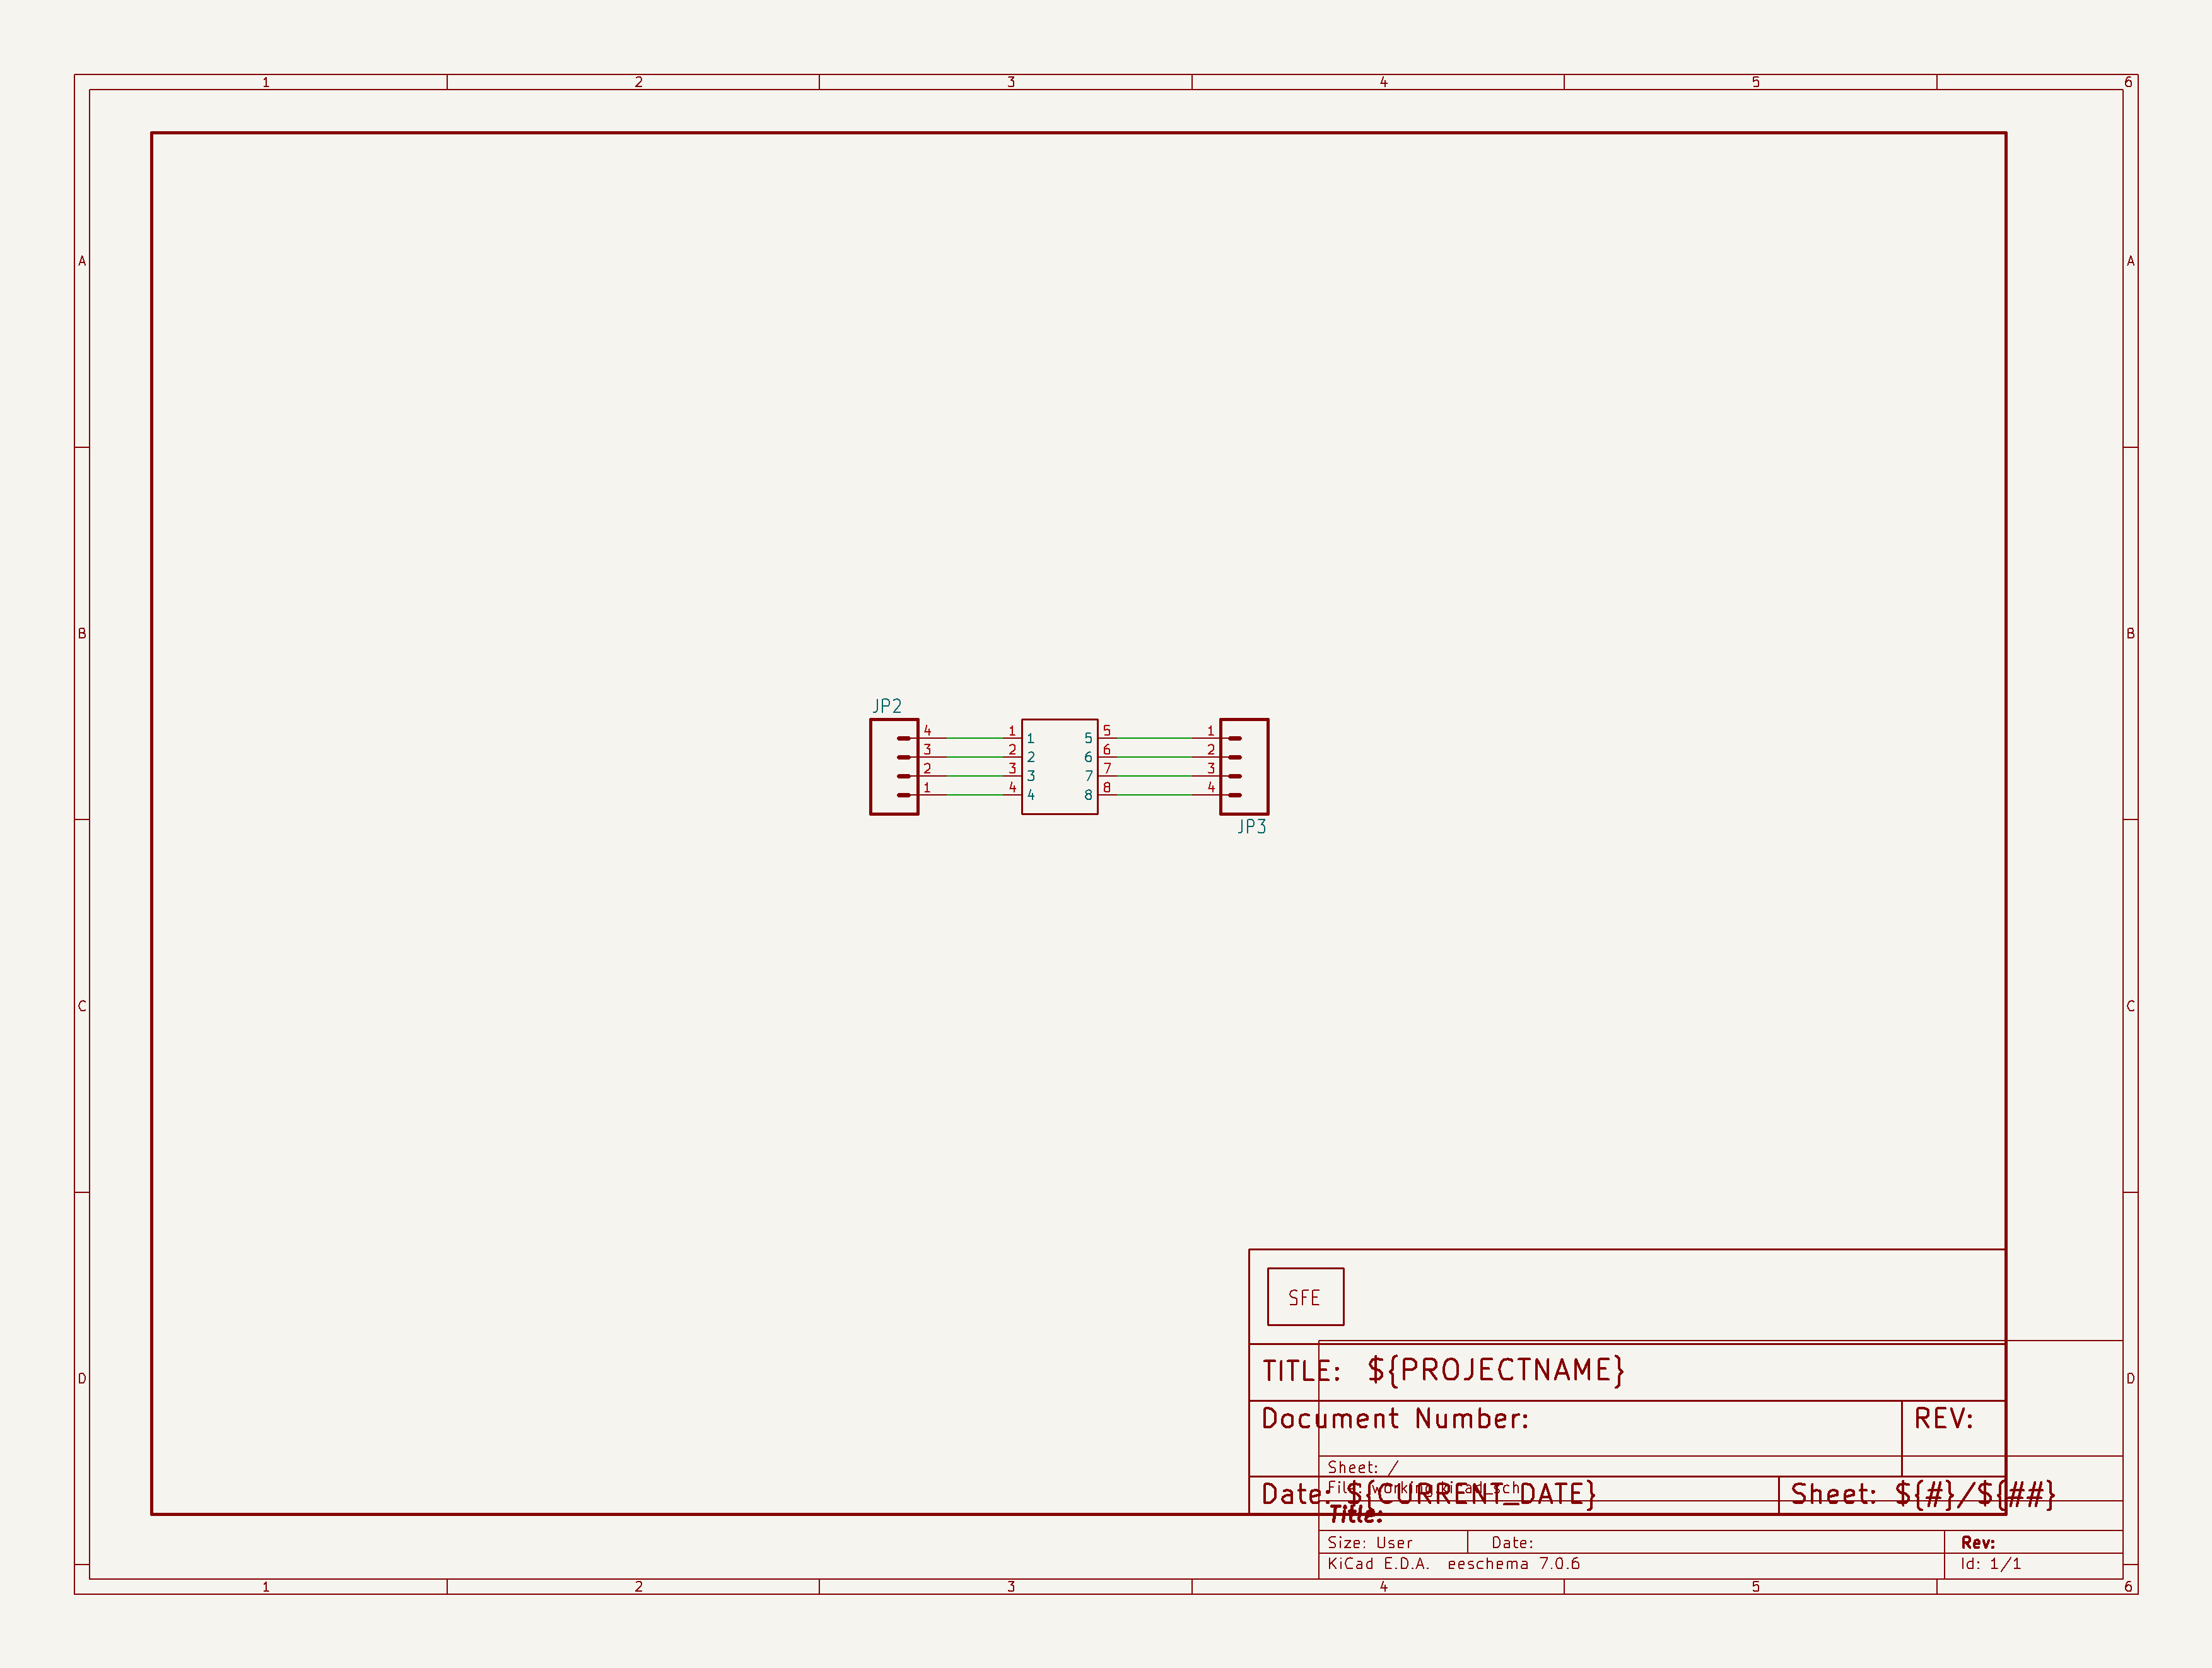 1 2 3 4 5 6
A A
B B
JP2
4 1 5 1
1 5
3 2 6 2
2 6
2 3 7 3
3 7
1 4 8 4
4 8
JP3
C C
SFE
D D
TITLE: ${PROJECTNAME}
Document Number: REV:
Sheet: /
File: working.kicad_sch
Date: ${CURRENT_DATE} Sheet: ${#}/${##}
Title:
Size: User Date: Rev:
KiCad E.D.A. eeschema 7.0.6 Id: 1/1
1 2 3 4 5 6